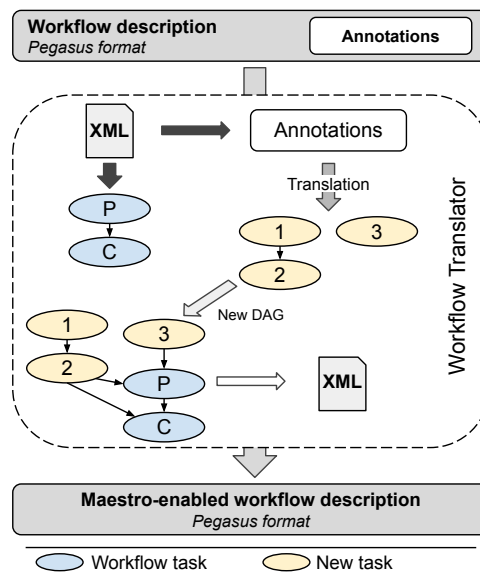 Workflow description
Pegasus format
Annotations
XML
Annotations
Translation
P
C
1
3
2
Workflow Translator
New DAG
1
3
2
P
C
XML
Maestro-enabled workflow description
Pegasus format
Workflow task
New task